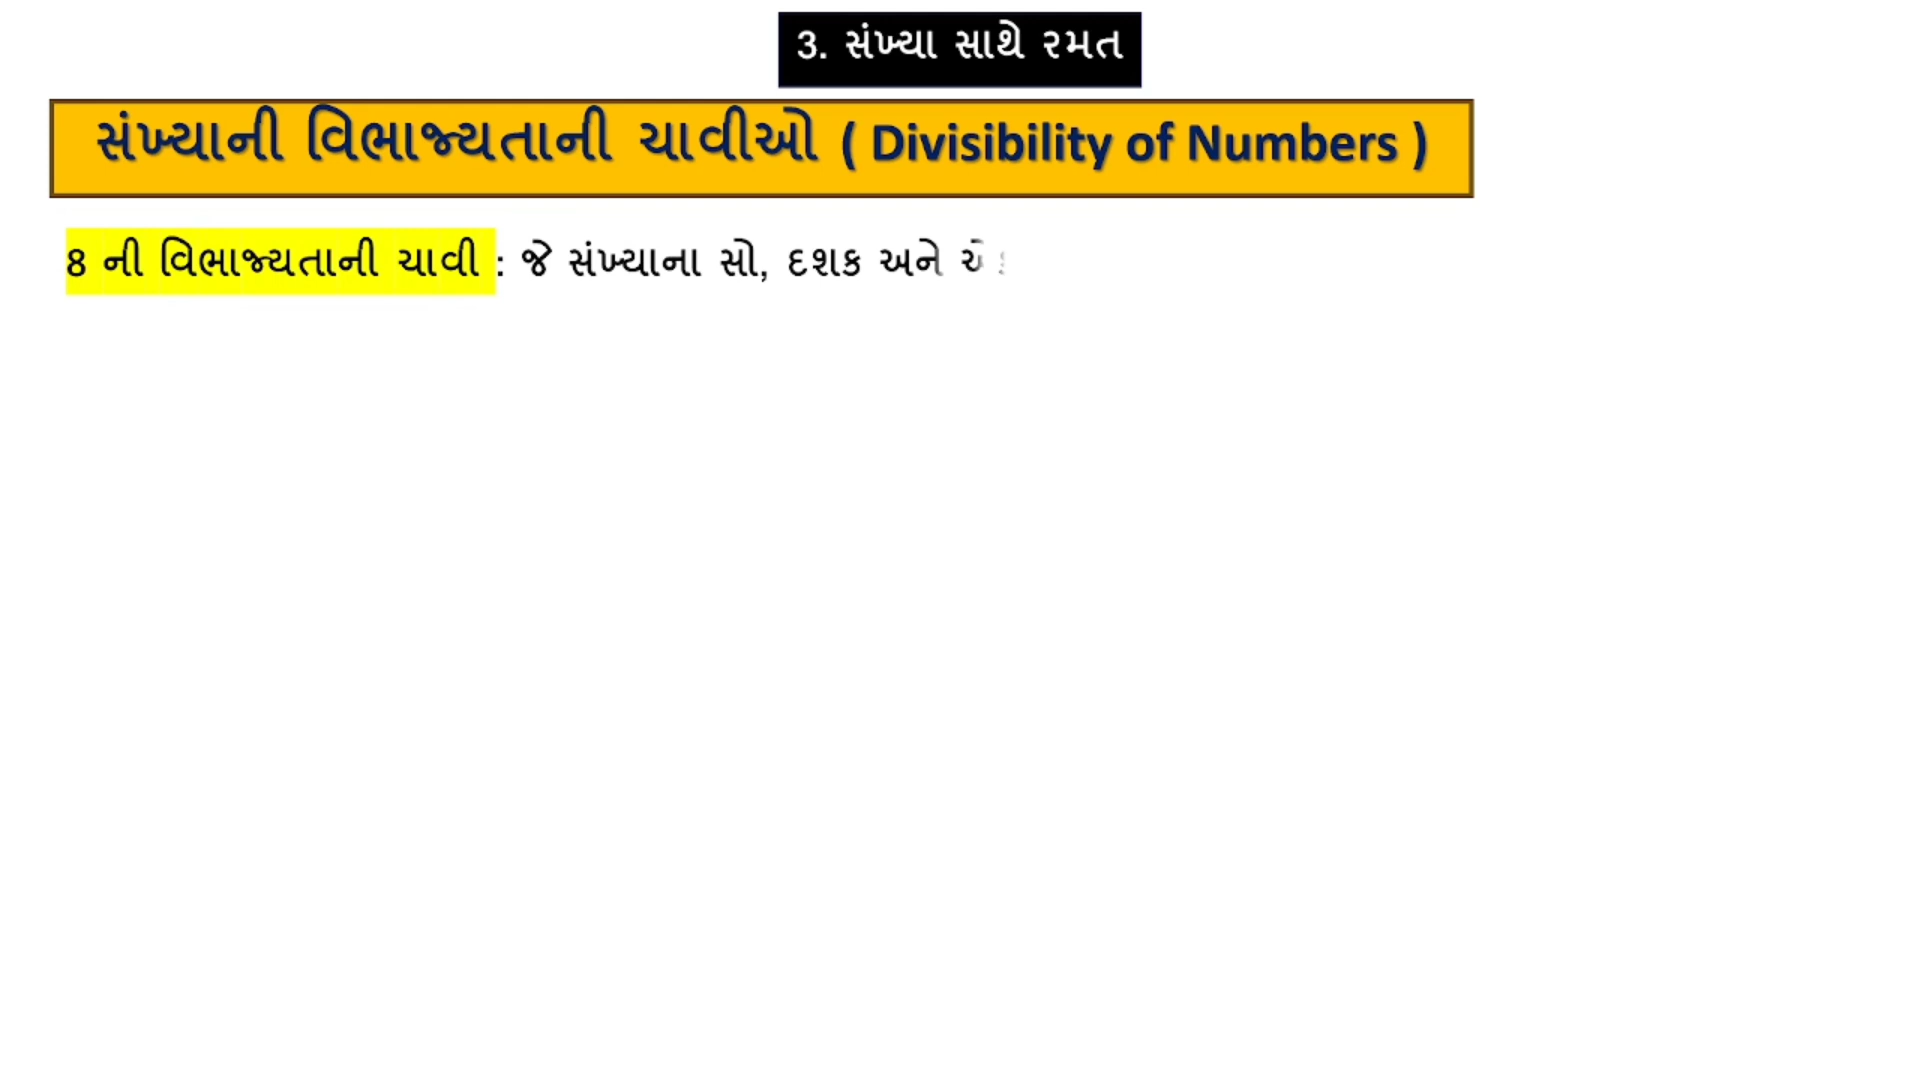 3. સંખ્યા સાથે રમત
સંખ્યાની વિભાજ્યતાની ચાવીઓ ( Divisibility of Numbers )
8 ની વિભાજ્યતાની ચાવી : જે સંખ્યાના સો, દશક અને